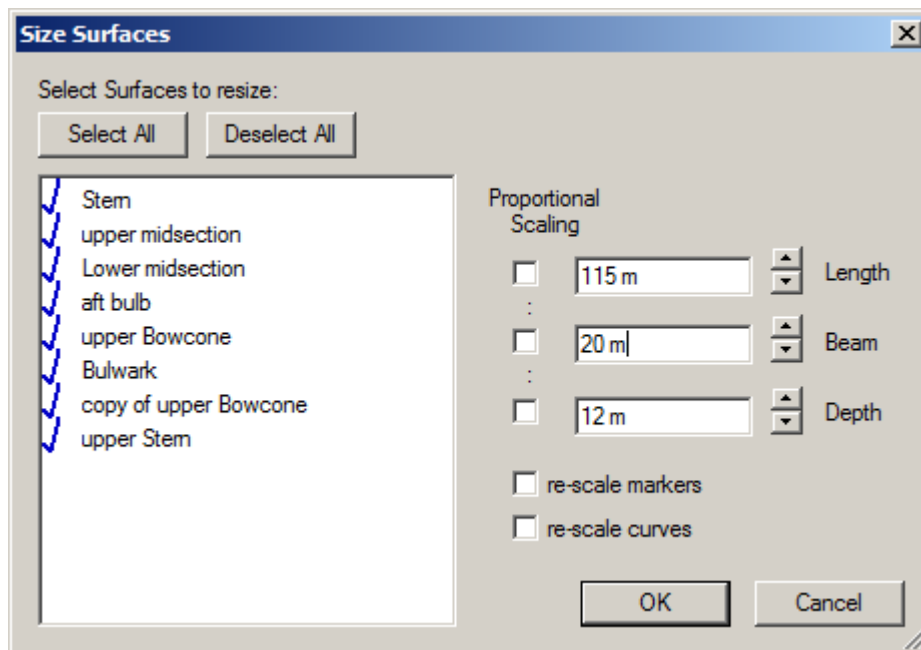 Size Surfaces
Select Surfaces to resize:
Select All
Deselect All
Stern
upper midsection
Lower midsection
aft bulb
upper Bowcone
Bulwark
copy of upper Bowcone
upper Stern
Proportional
Scaling
115 m
Length
:
20 m
Beam
:
12 m
Depth
re-scale markers
re-scale curves
OK
Cancel